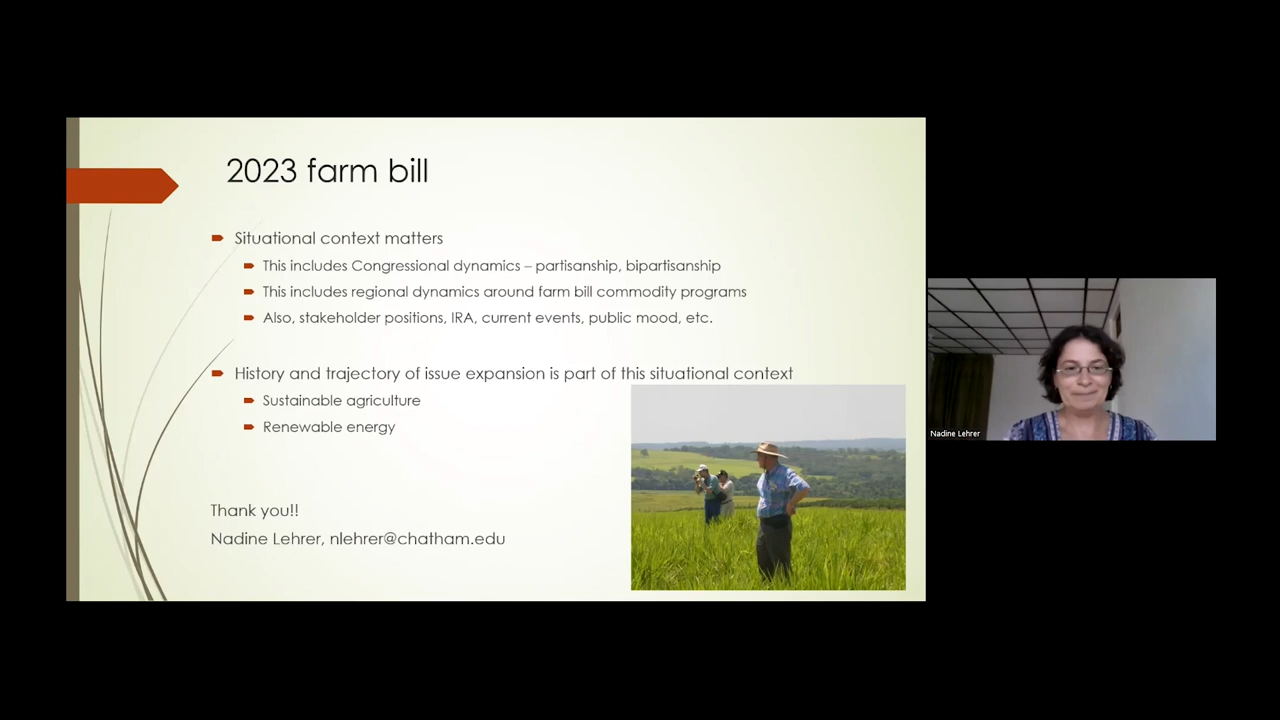 2023 farm bill
Situational context matters
This includes Congressional dynamics – partisanship, bipartisanship
This includes regional dynamics around farm bill commodity programs
Also, stakeholder positions, IRA, current events, public mood, etc.
History and trajectory of issue expansion is part of this situational context
Sustainable agriculture
Renewable energy
Thank you!!
Nadine Lehrer, nlehrer@chatham.edu
Nadine Lehrer